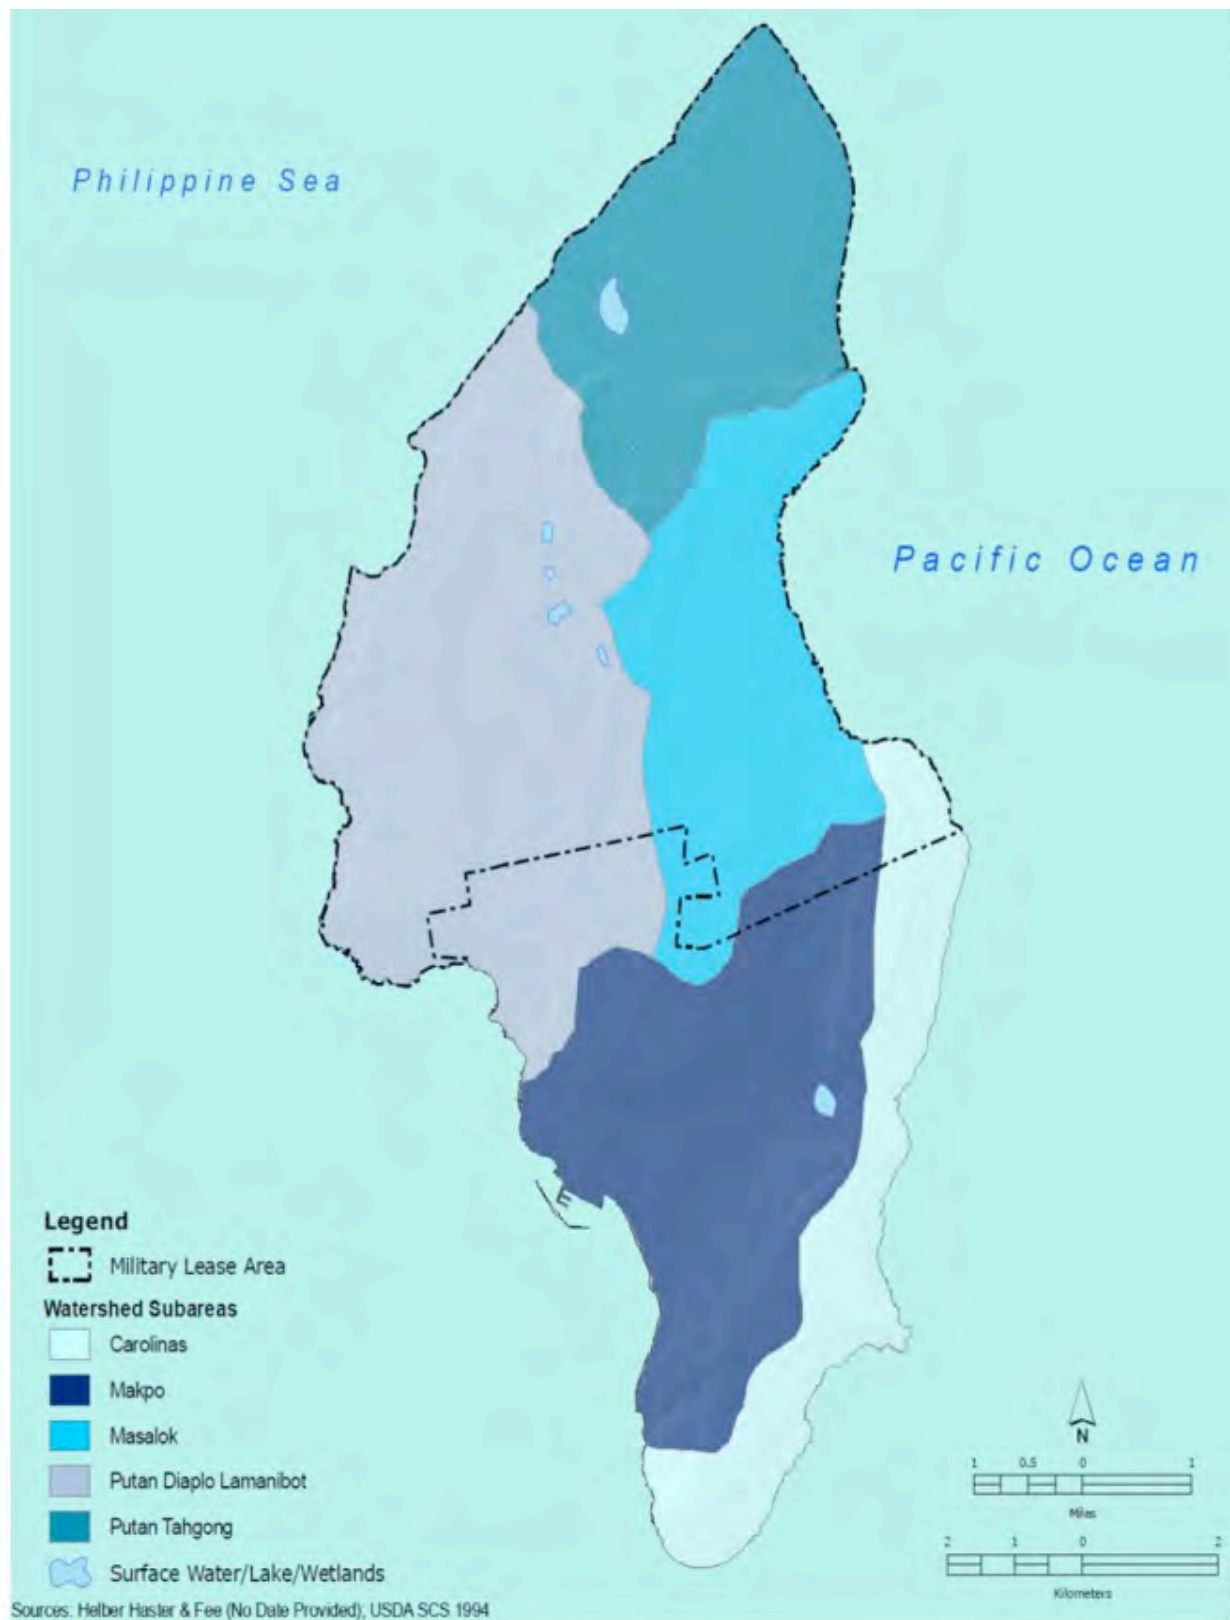 Philippine Sea
Pacific Ocean
Legend
Military Lease Area
Watershed Subareas
Carolinas
Makpo
Masalok
Putan Diaplo Lamanibot
Putan Tahgong
Surface Water/Lake/Wetlands
N
1 0.5 0 1
Miles
2 1 0 2
Kilometers
Sources: Helber Haster & Fee (No Date Provided); USDA SCS 1994